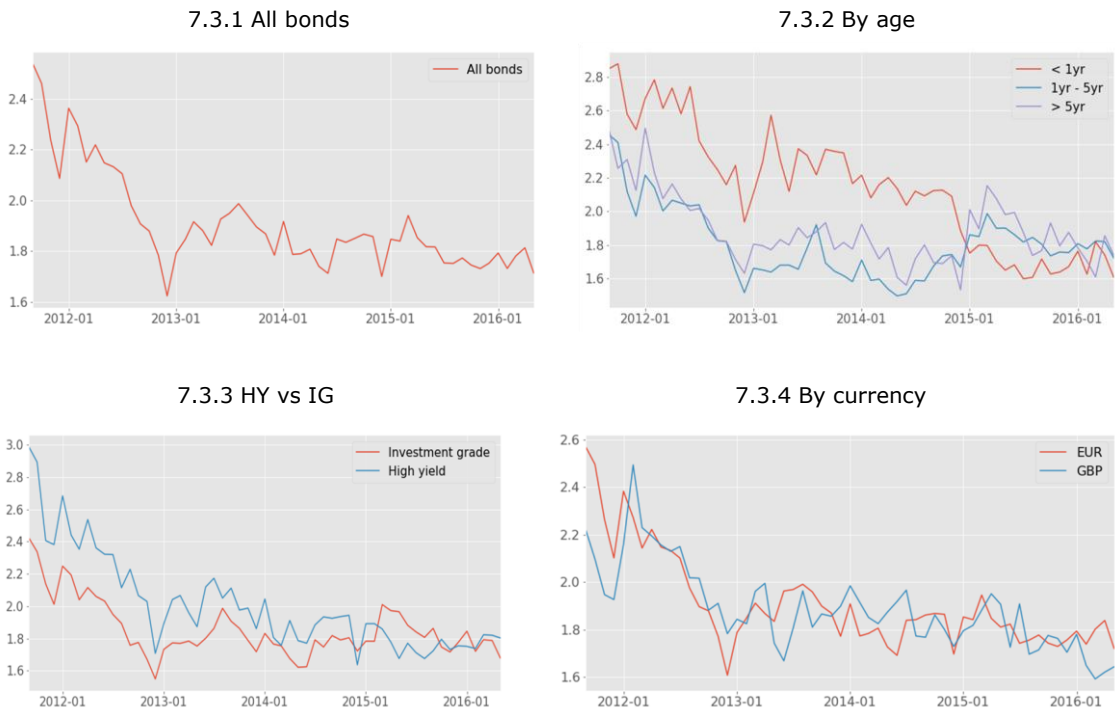 7.3.1 All bonds
All bonds
2.4
2.2
2.0
1.8
1.6
2012-01 2013-01 2014-01 2015-01 2016-01
7.3.2 By age
< 1yr
1yr - 5yr
> 5yr
2.8
2.6
2.4
2.2
2.0
1.8
1.6
2012-01 2013-01 2014-01 2015-01 2016-01
7.3.3 HY vs IG
Investment grade
High yield
3.0
2.8
2.6
2.4
2.2
2.0
1.8
1.6
2012-01 2013-01 2014-01 2015-01 2016-01
7.3.4 By currency
EUR
GBP
2.6
2.4
2.2
2.0
1.8
1.6
2012-01 2013-01 2014-01 2015-01 2016-01